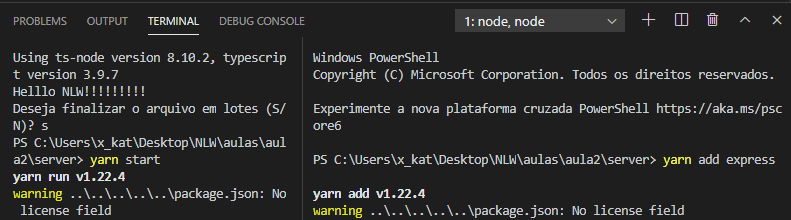 PROBLEMS OUTPUT TERMINAL DEBUG CONSOLE 1: node, node
Using ts-node version 8.10.2, typescrip
t version 3.9.7
Helllo NLW!!!!!!!!!
Deseja finalizar o arquivo em lotes (S/
N)? s
PS C:\Users\x_kat\Desktop\NLW\aulas\aul
a2\server> yarn start
yarn run v1.22.4
warning ..\..\..\..\..\package.json: No
 license field
Windows PowerShell
Copyright (C) Microsoft Corporation. Todos os direitos reservados.
Experimente a nova plataforma cruzada PowerShell https://aka.ms/psc
ore6
PS C:\Users\x_kat\Desktop\NLW\aulas\aula2\server> yarn add express
yarn add v1.22.4
warning ..\..\..\..\..\package.json: No license field